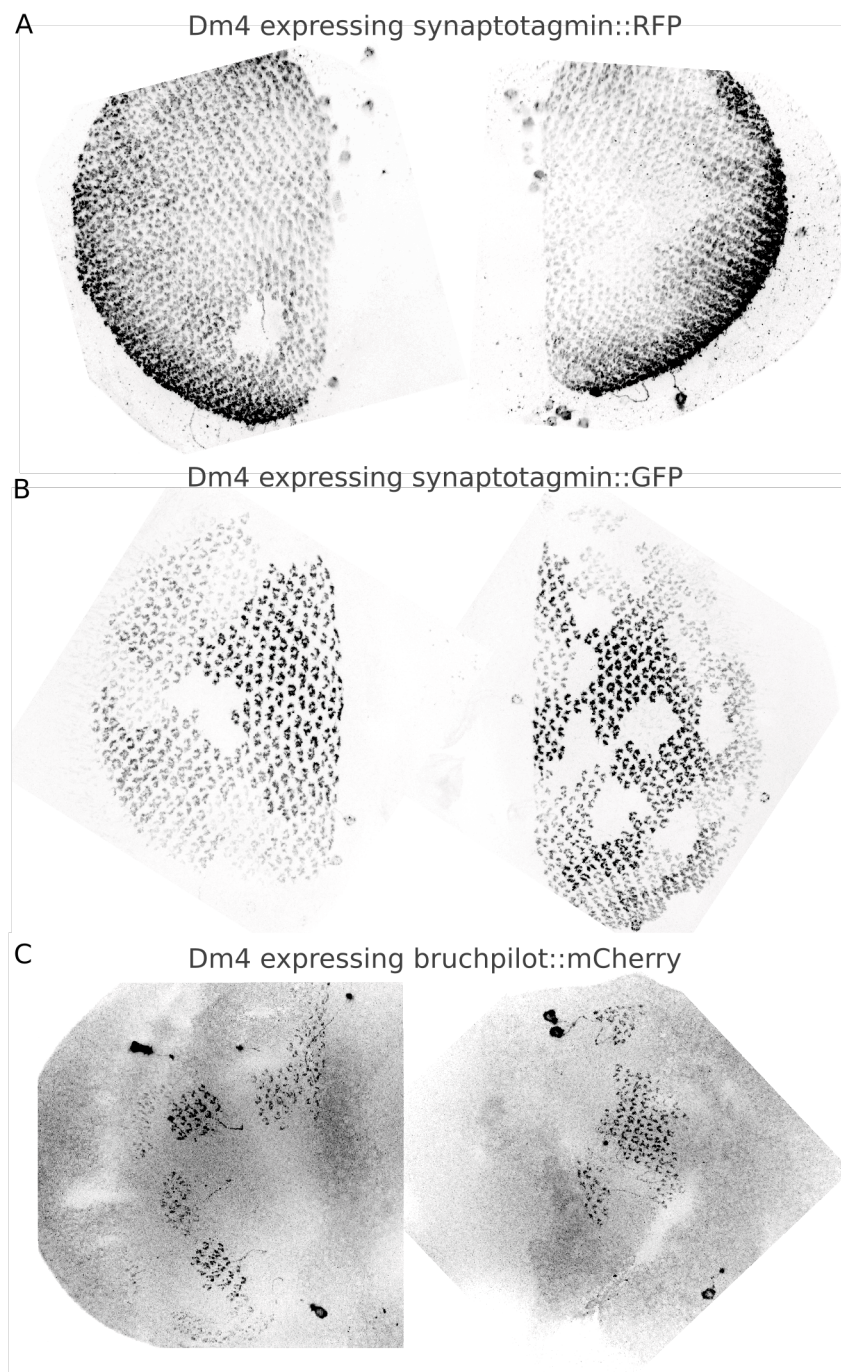 A
Dm4 expressing synaptotagmin::RFP
Dm4 expressing synaptotagmin::GFP
B
C
Dm4 expressing bruchpilot::mCherry